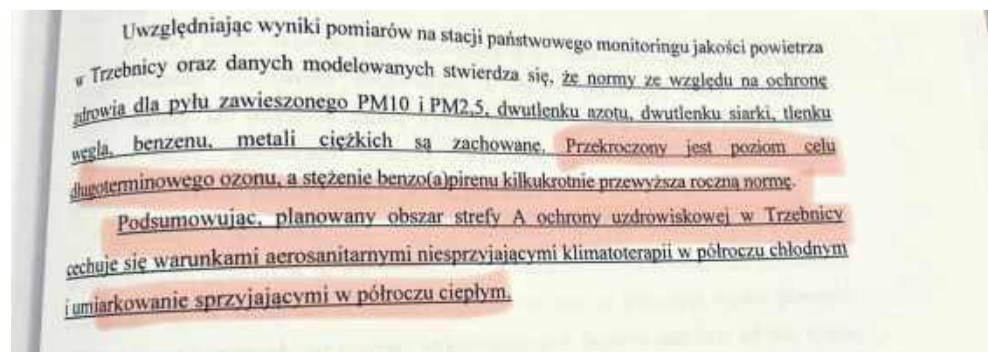 Uwzględniając wyniki pomiarów na stacji państwowego monitoringu jakości powietrza
w Trzebnicy oraz danych modelowanych stwierdza się, że normy ze względu na ochronę
zdrowia dla pyłu zawieszonego PM10 i PM2,5, dwutlenku azotu, dwutlenku siarki, tlenku
węgla, benzenu, metali ciężkich są zachowane. Przekroczony jest poziom celu
długoterminowego ozonu, a stężenie benzo(a)pirenu kilkukrotnie przewyższa roczną normę.
Podsumowując, planowany obszar strefy A ochrony uzdrowiskowej w Trzebnicy
cechuje się warunkami aerosanitarnymi niesprzyjającymi klimatoterapii w półroczu chłodnym
i umiarkowanie sprzyjającymi w półroczu ciepłym.